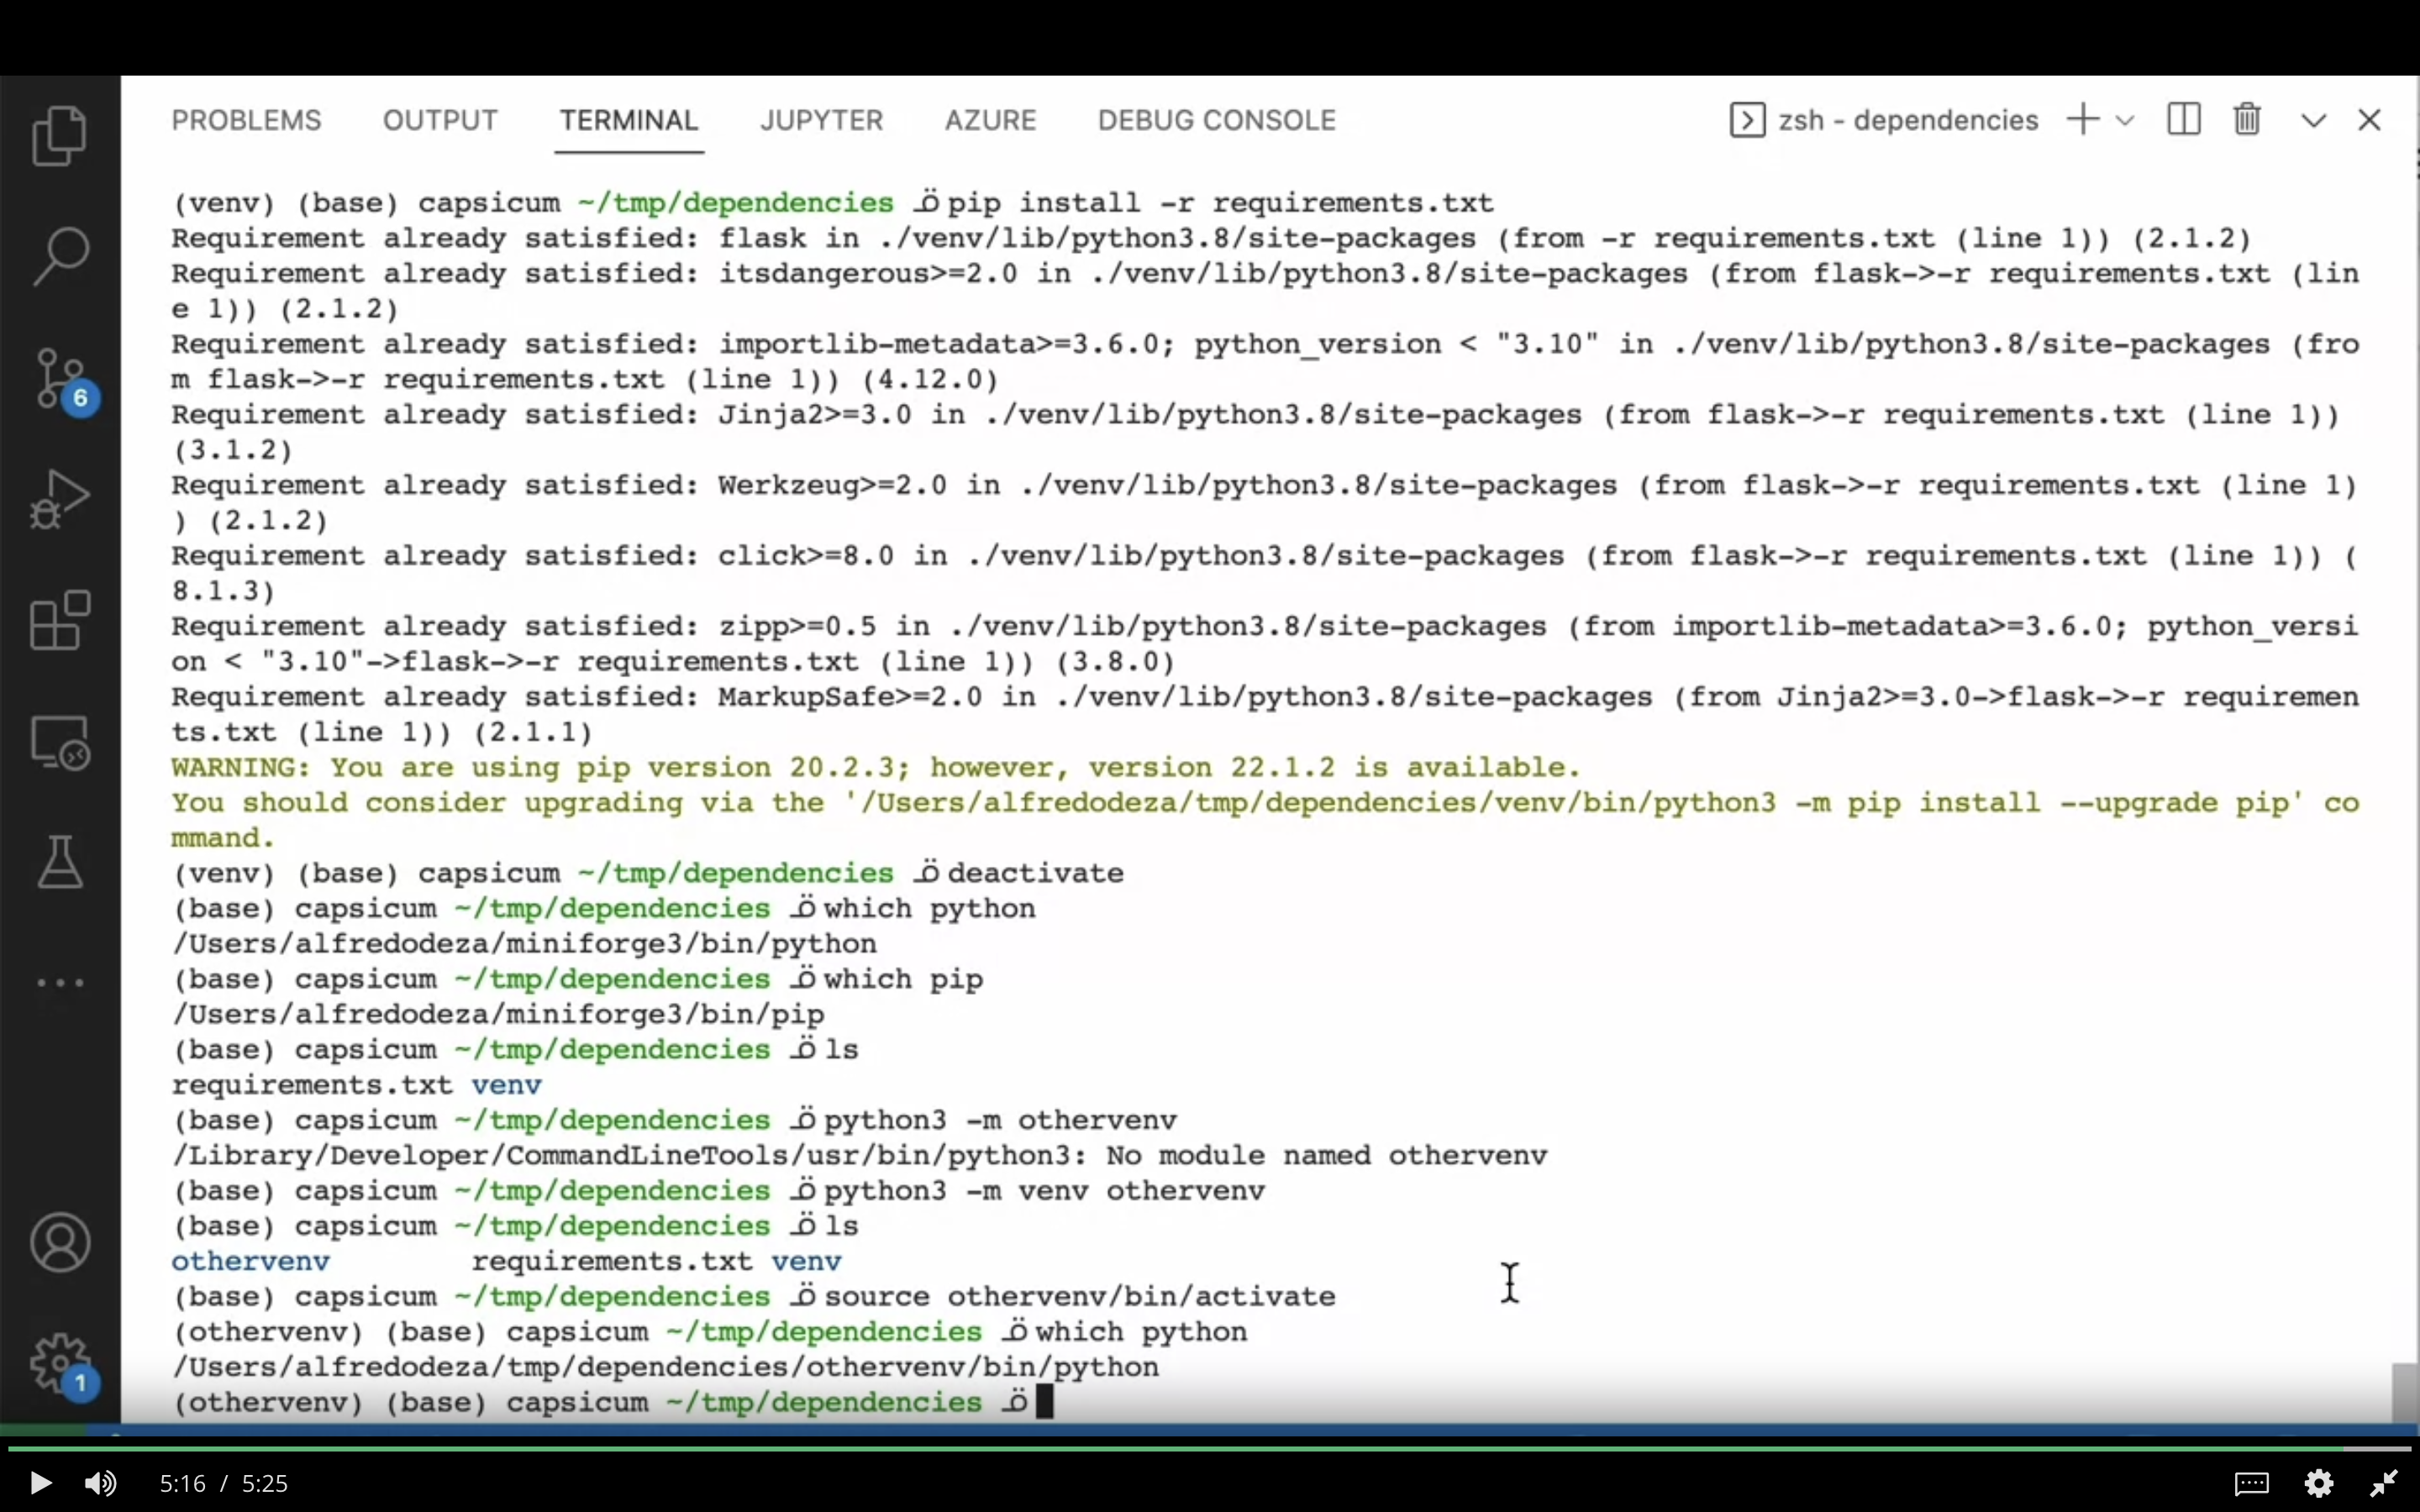 PROBLEMS OUTPUT TERMINAL JUPYTER AZURE DEBUG CONSOLE zsh - dependencies
(venv) (base) capsicum ~/tmp/dependencies Ö pip install -r requirements.txt
Requirement already satisfied: flask in ./venv/lib/python3.8/site-packages (from -r requirements.txt (line 1)) (2.1.2)
Requirement already satisfied: itsdangerous>=2.0 in ./venv/lib/python3.8/site-packages (from flask->-r requirements.txt (lin
e 1)) (2.1.2)
Requirement already satisfied: importlib-metadata>=3.6.0; python_version < "3.10" in ./venv/lib/python3.8/site-packages (fro
m flask->-r requirements.txt (line 1)) (4.12.0)
Requirement already satisfied: Jinja2>=3.0 in ./venv/lib/python3.8/site-packages (from flask->-r requirements.txt (line 1))
(3.1.2)
Requirement already satisfied: Werkzeug>=2.0 in ./venv/lib/python3.8/site-packages (from flask->-r requirements.txt (line 1)
) (2.1.2)
Requirement already satisfied: click>=8.0 in ./venv/lib/python3.8/site-packages (from flask->-r requirements.txt (line 1)) (
8.1.3)
Requirement already satisfied: zipp>=0.5 in ./venv/lib/python3.8/site-packages (from importlib-metadata>=3.6.0; python_versi
on < "3.10"->flask->-r requirements.txt (line 1)) (3.8.0)
Requirement already satisfied: MarkupSafe>=2.0 in ./venv/lib/python3.8/site-packages (from Jinja2>=3.0->flask->-r requiremen
ts.txt (line 1)) (2.1.1)
WARNING: You are using pip version 20.2.3; however, version 22.1.2 is available.
You should consider upgrading via the '/Users/alfredodeza/tmp/dependencies/venv/bin/python3 -m pip install --upgrade pip' co
mmand.
(venv) (base) capsicum ~/tmp/dependencies Ö deactivate
(base) capsicum ~/tmp/dependencies Ö which python
/Users/alfredodeza/miniforge3/bin/python
(base) capsicum ~/tmp/dependencies Ö which pip
/Users/alfredodeza/miniforge3/bin/pip
(base) capsicum ~/tmp/dependencies Ö ls
requirements.txt venv
(base) capsicum ~/tmp/dependencies Ö python3 -m othervenv
/Library/Developer/CommandLineTools/usr/bin/python3: No module named othervenv
(base) capsicum ~/tmp/dependencies Ö python3 -m venv othervenv
(base) capsicum ~/tmp/dependencies Ö ls
othervenv requirements.txt venv
(base) capsicum ~/tmp/dependencies Ö source othervenv/bin/activate
(othervenv) (base) capsicum ~/tmp/dependencies Ö which python
/Users/alfredodeza/tmp/dependencies/othervenv/bin/python
(othervenv) (base) capsicum ~/tmp/dependencies Ö
6
1
5:16 / 5:25